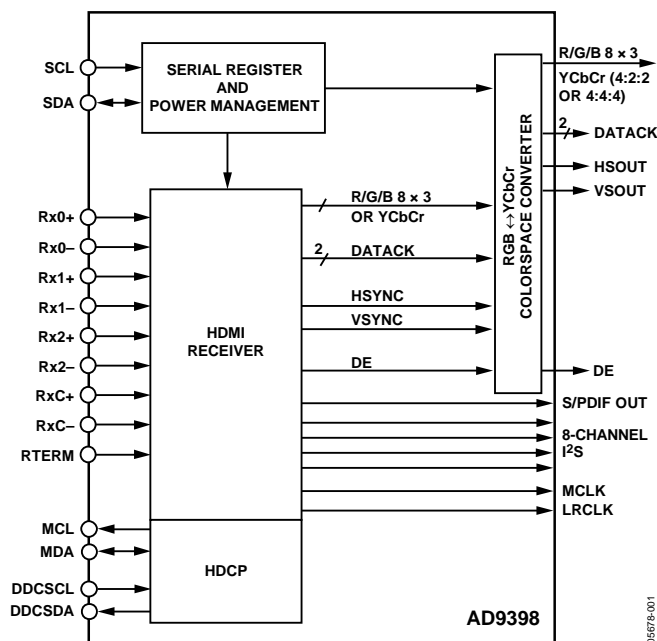 SCL
SDA
SERIAL REGISTER
AND
POWER MANAGEMENT
R/G/B 8 × 3
YCbCr (4:2:2
OR 4:4:4)
2
DATACK
HSOUT
VSOUT
RGB ↔ YCbCr
COLORSPACE CONVERTER
Rx0+
Rx0–
Rx1+
Rx1–
Rx2+
Rx2–
RxC+
RxC–
RTERM
HDMI
RECEIVER
R/G/B 8 × 3
OR YCbCr
2
DATACK
HSYNC
VSYNC
DE
DE
S/PDIF OUT
8-CHANNEL
I²S
MCLK
LRCLK
MCL
MDA
DDCSCL
DDCSDA
HDCP
AD9398
05678-001